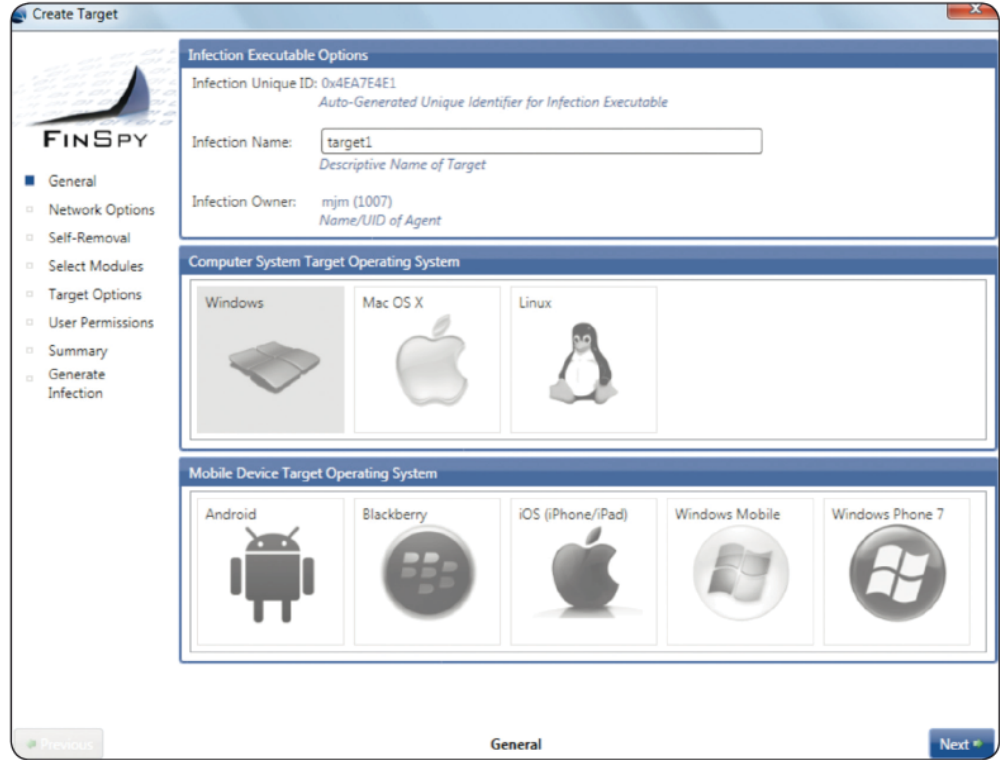 Create Target
FINSPY
General
Network Options
Self-Removal
Select Modules
Target Options
User Permissions
Summary
Generate
Infection
Infection Executable Options
Infection Unique ID: 0x4EA7E4E1
Auto-Generated Unique Identifier for Infection Executable
Infection Name: target1
Descriptive Name of Target
Infection Owner: mjm (1007)
Name/UID of Agent
Computer System Target Operating System
Windows Mac OS X Linux
Mobile Device Target Operating System
Android Blackberry iOS (iPhone/iPad) Windows Mobile Windows Phone 7
Previous General Next